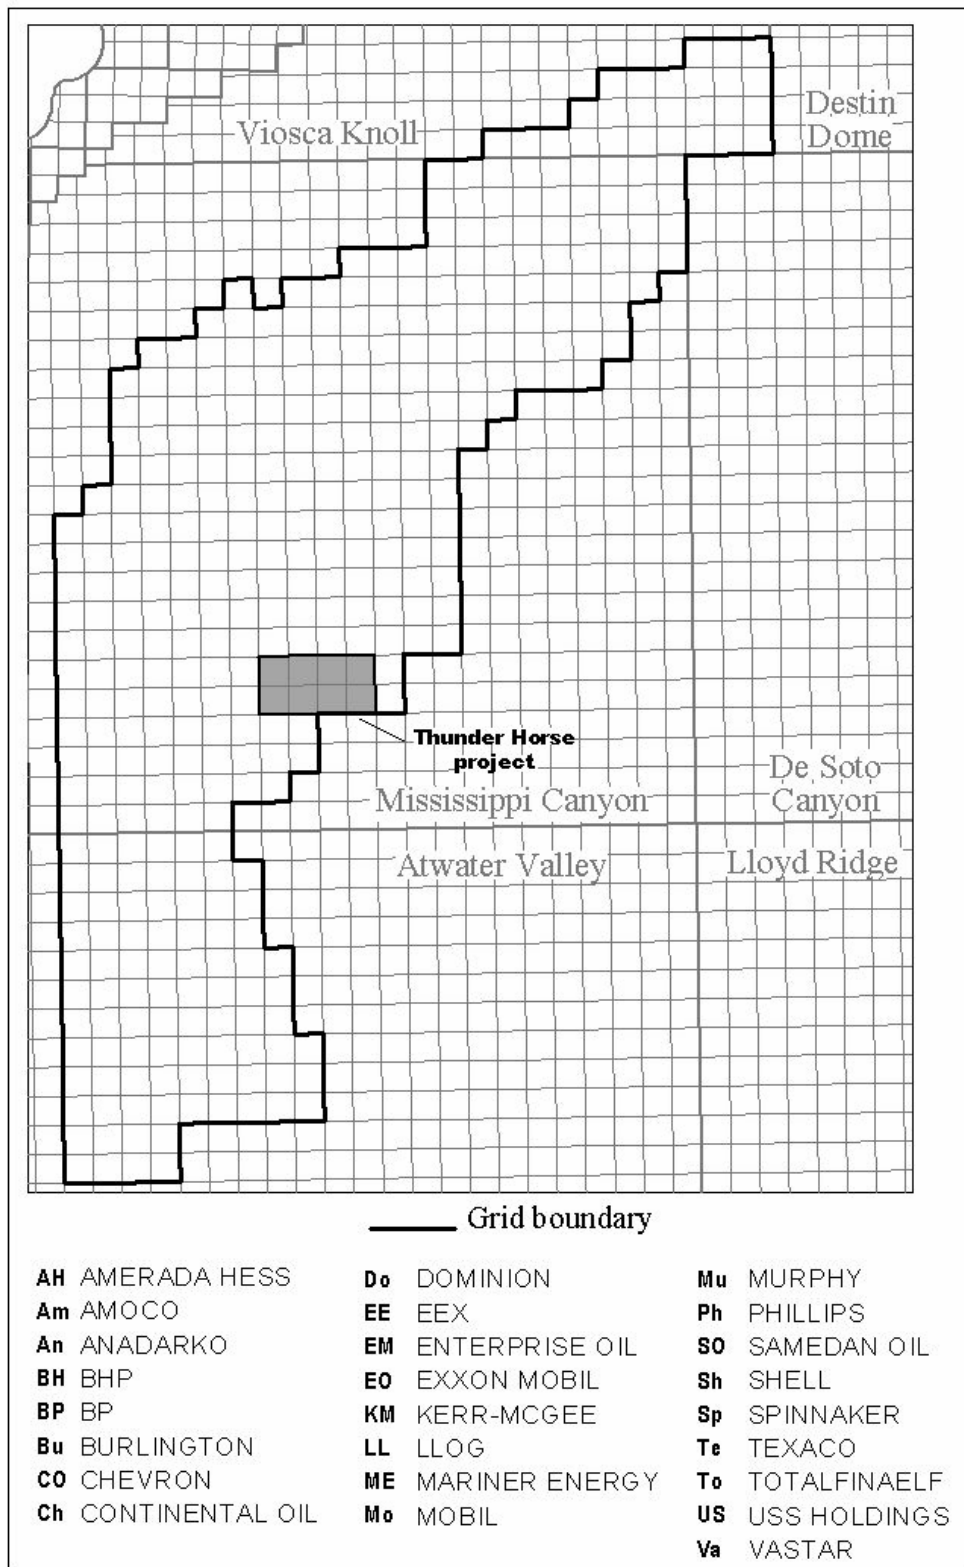 Destin
Dome
Viosca Knoll
Thunder Horse
project
De Soto
Canyon
Mississippi Canyon
Atwater Valley
Lloyd Ridge
Grid boundary
AH AMERADA HESS
Am AMOCO
An ANADARKO
BH BHP
BP BP
Bu BURLINGTON
CO CHEVRON
Ch CONTINENTAL OIL
Do DOMINION
EE EEX
EM ENTERPRISE OIL
EO EXXON MOBIL
KM KERR-MCGEE
LL LLOG
ME MARINER ENERGY
Mo MOBIL
Mu MURPHY
Ph PHILLIPS
SO SAMEDAN OIL
Sh SHELL
Sp SPINNAKER
Te TEXACO
To TOTALFINAELF
US USS HOLDINGS
Va VASTAR